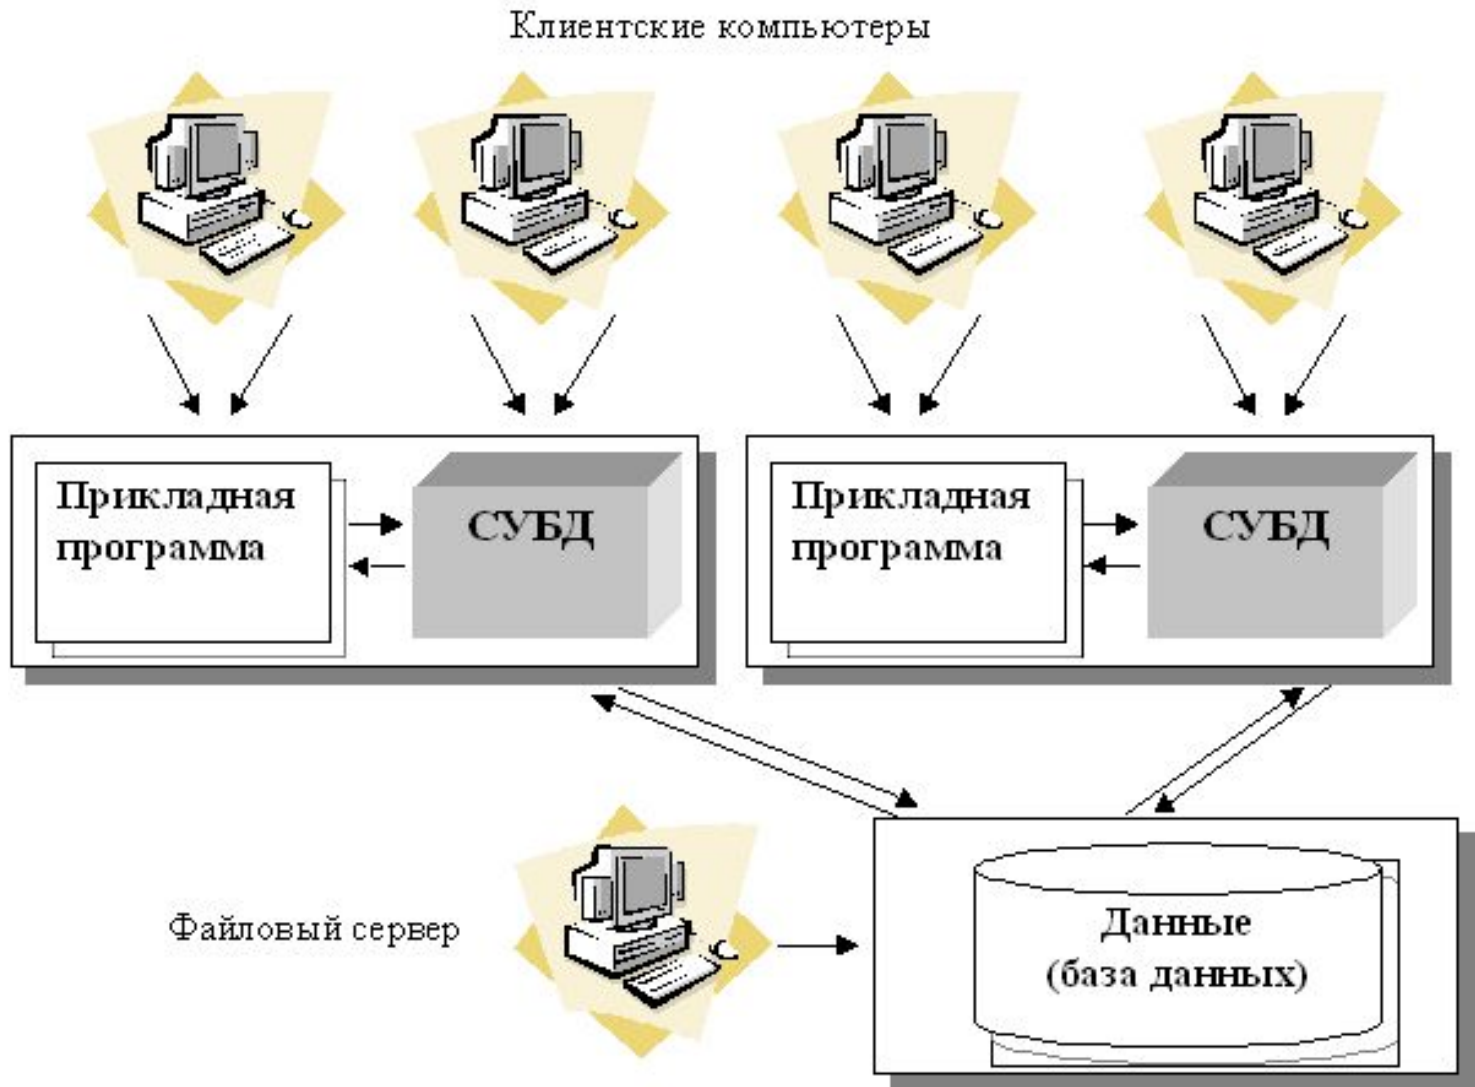 Клиентские компьютеры
Прикладная
программа
СУБД
Прикладная
программа
СУБД
Файловый сервер
Данные
(база данных)